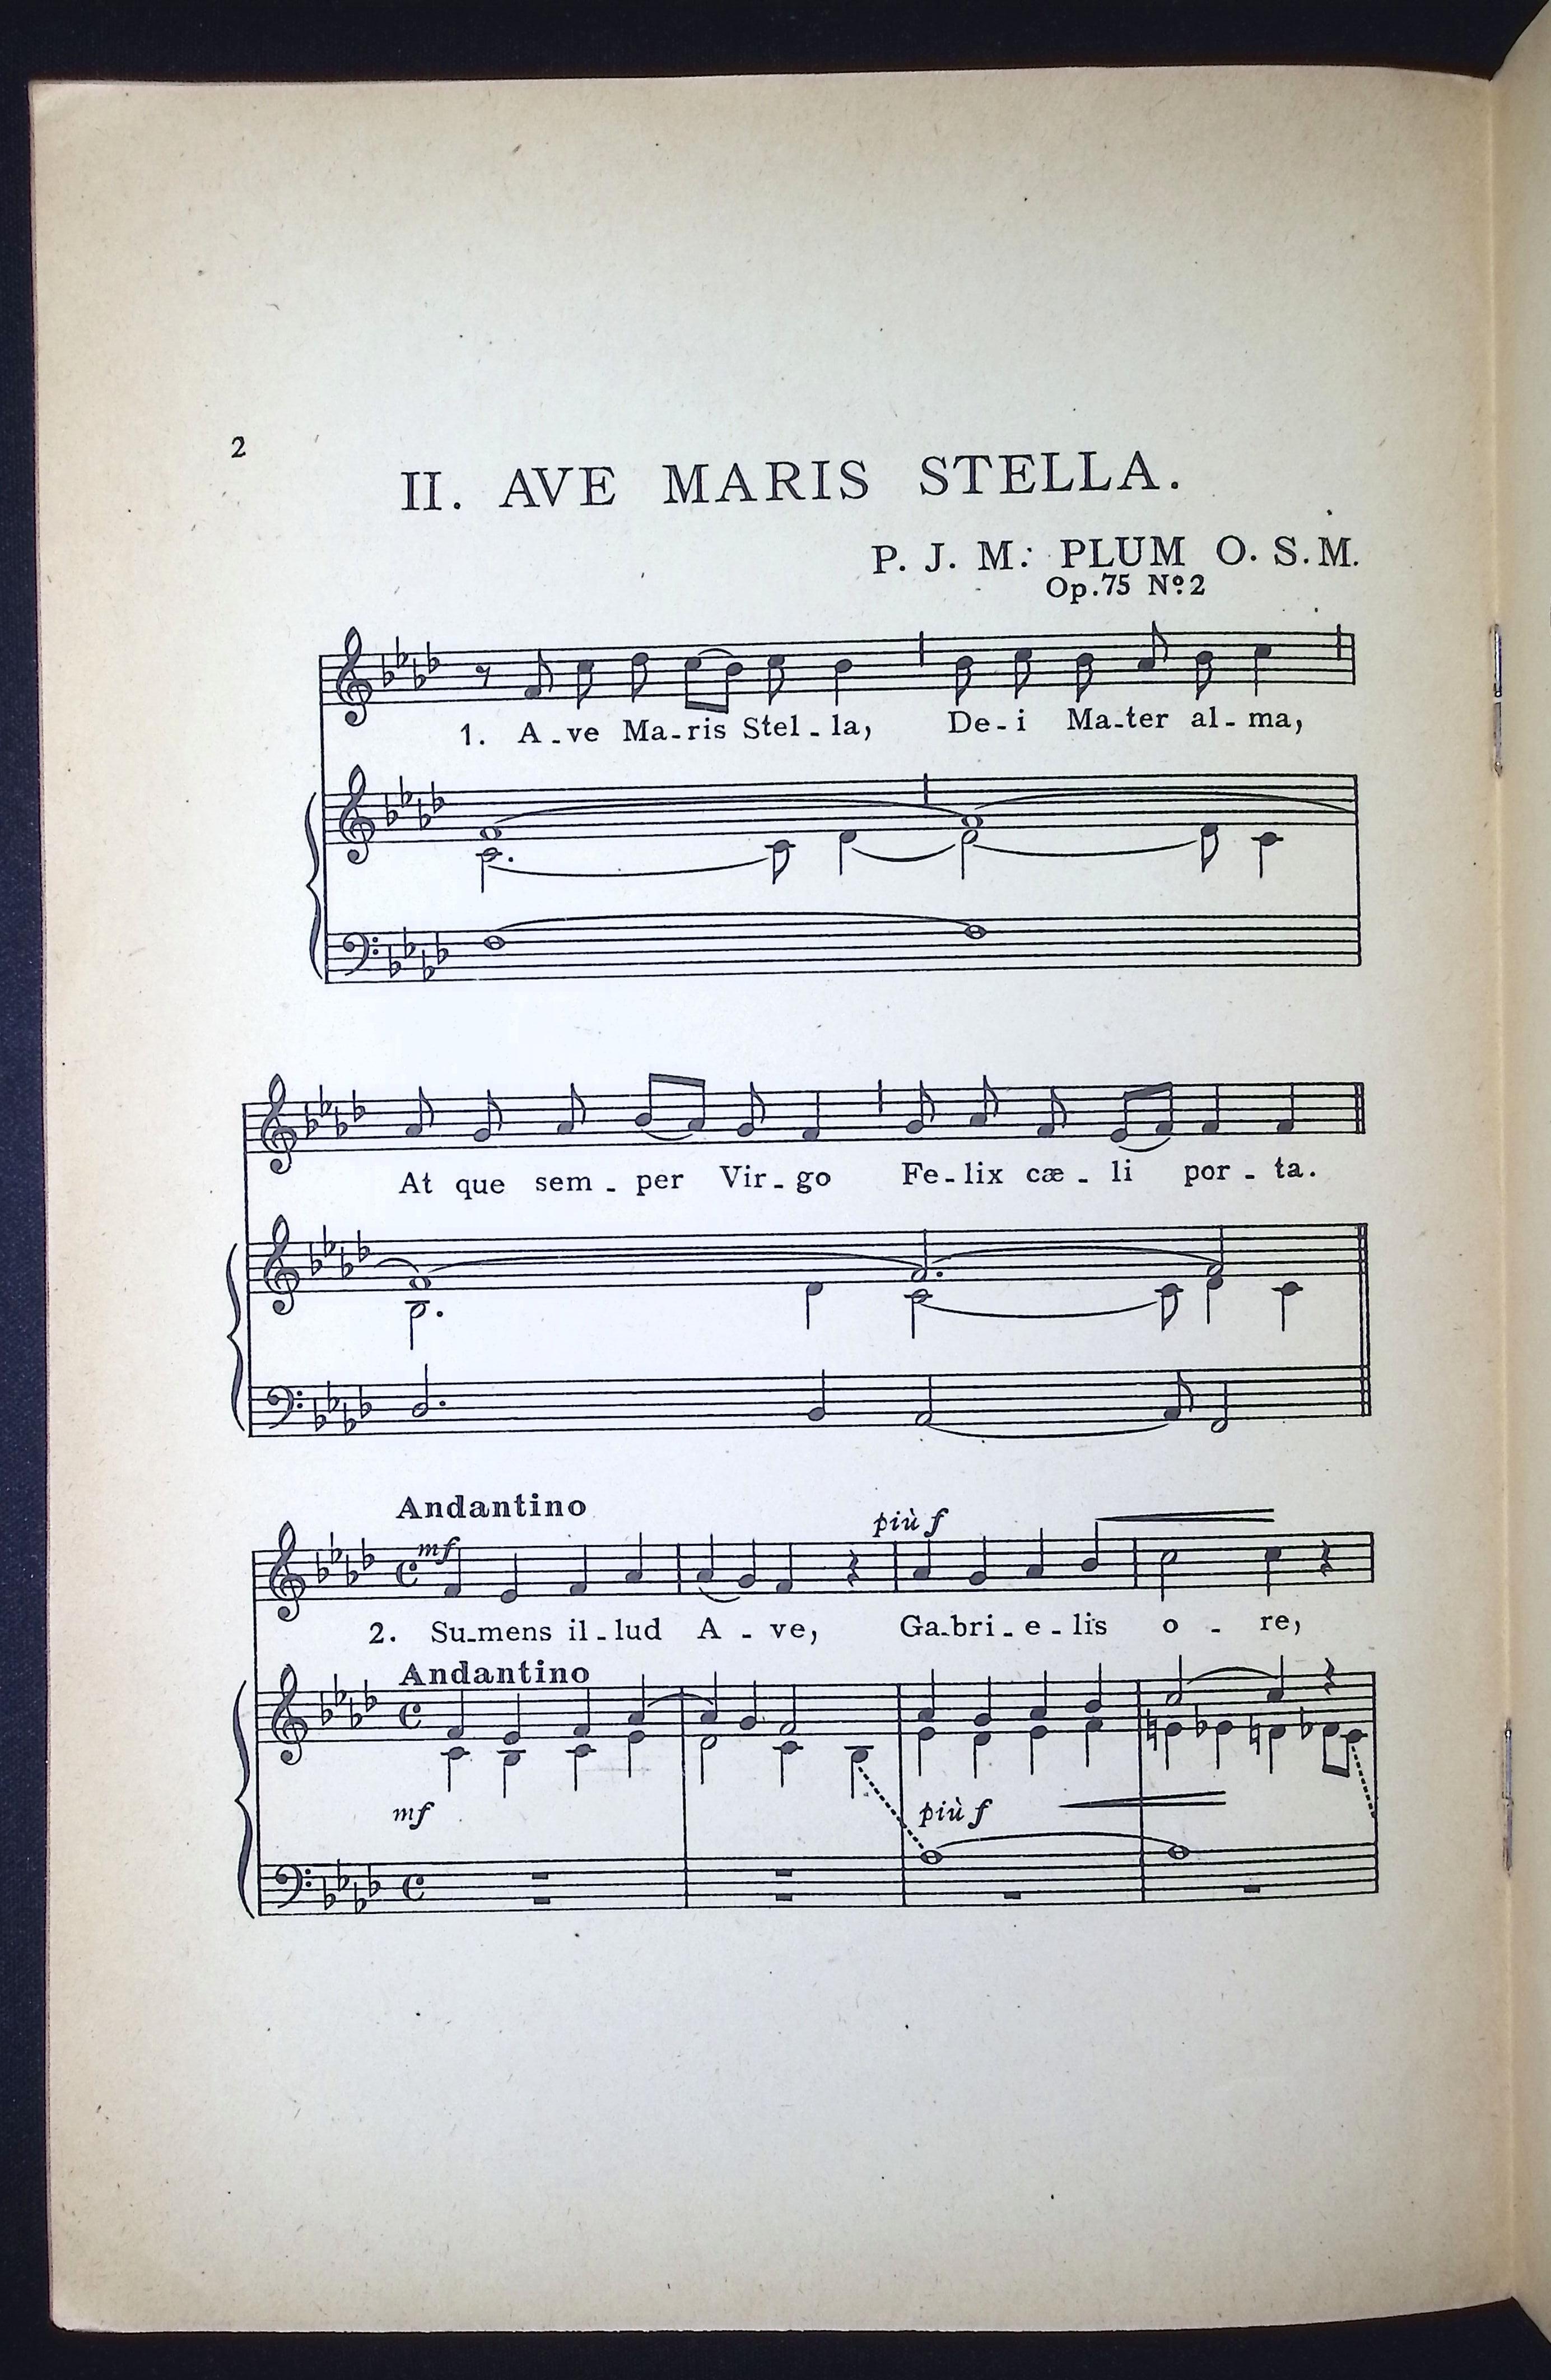 2
II. AVE MARIS STELLA.
P. J. M. PLUM O. S. M.
Op. 75 No. 2
1. A - ve Ma - ris Stel - la, De - i Ma - ter al - ma,
At que sem - per Vir - go Fe - lix cæ - li por - ta.
Andantino
mf più f
2. Su - mens il - lud A - ve, Ga - bri - e - lis o - re,
Andantino
mf più f